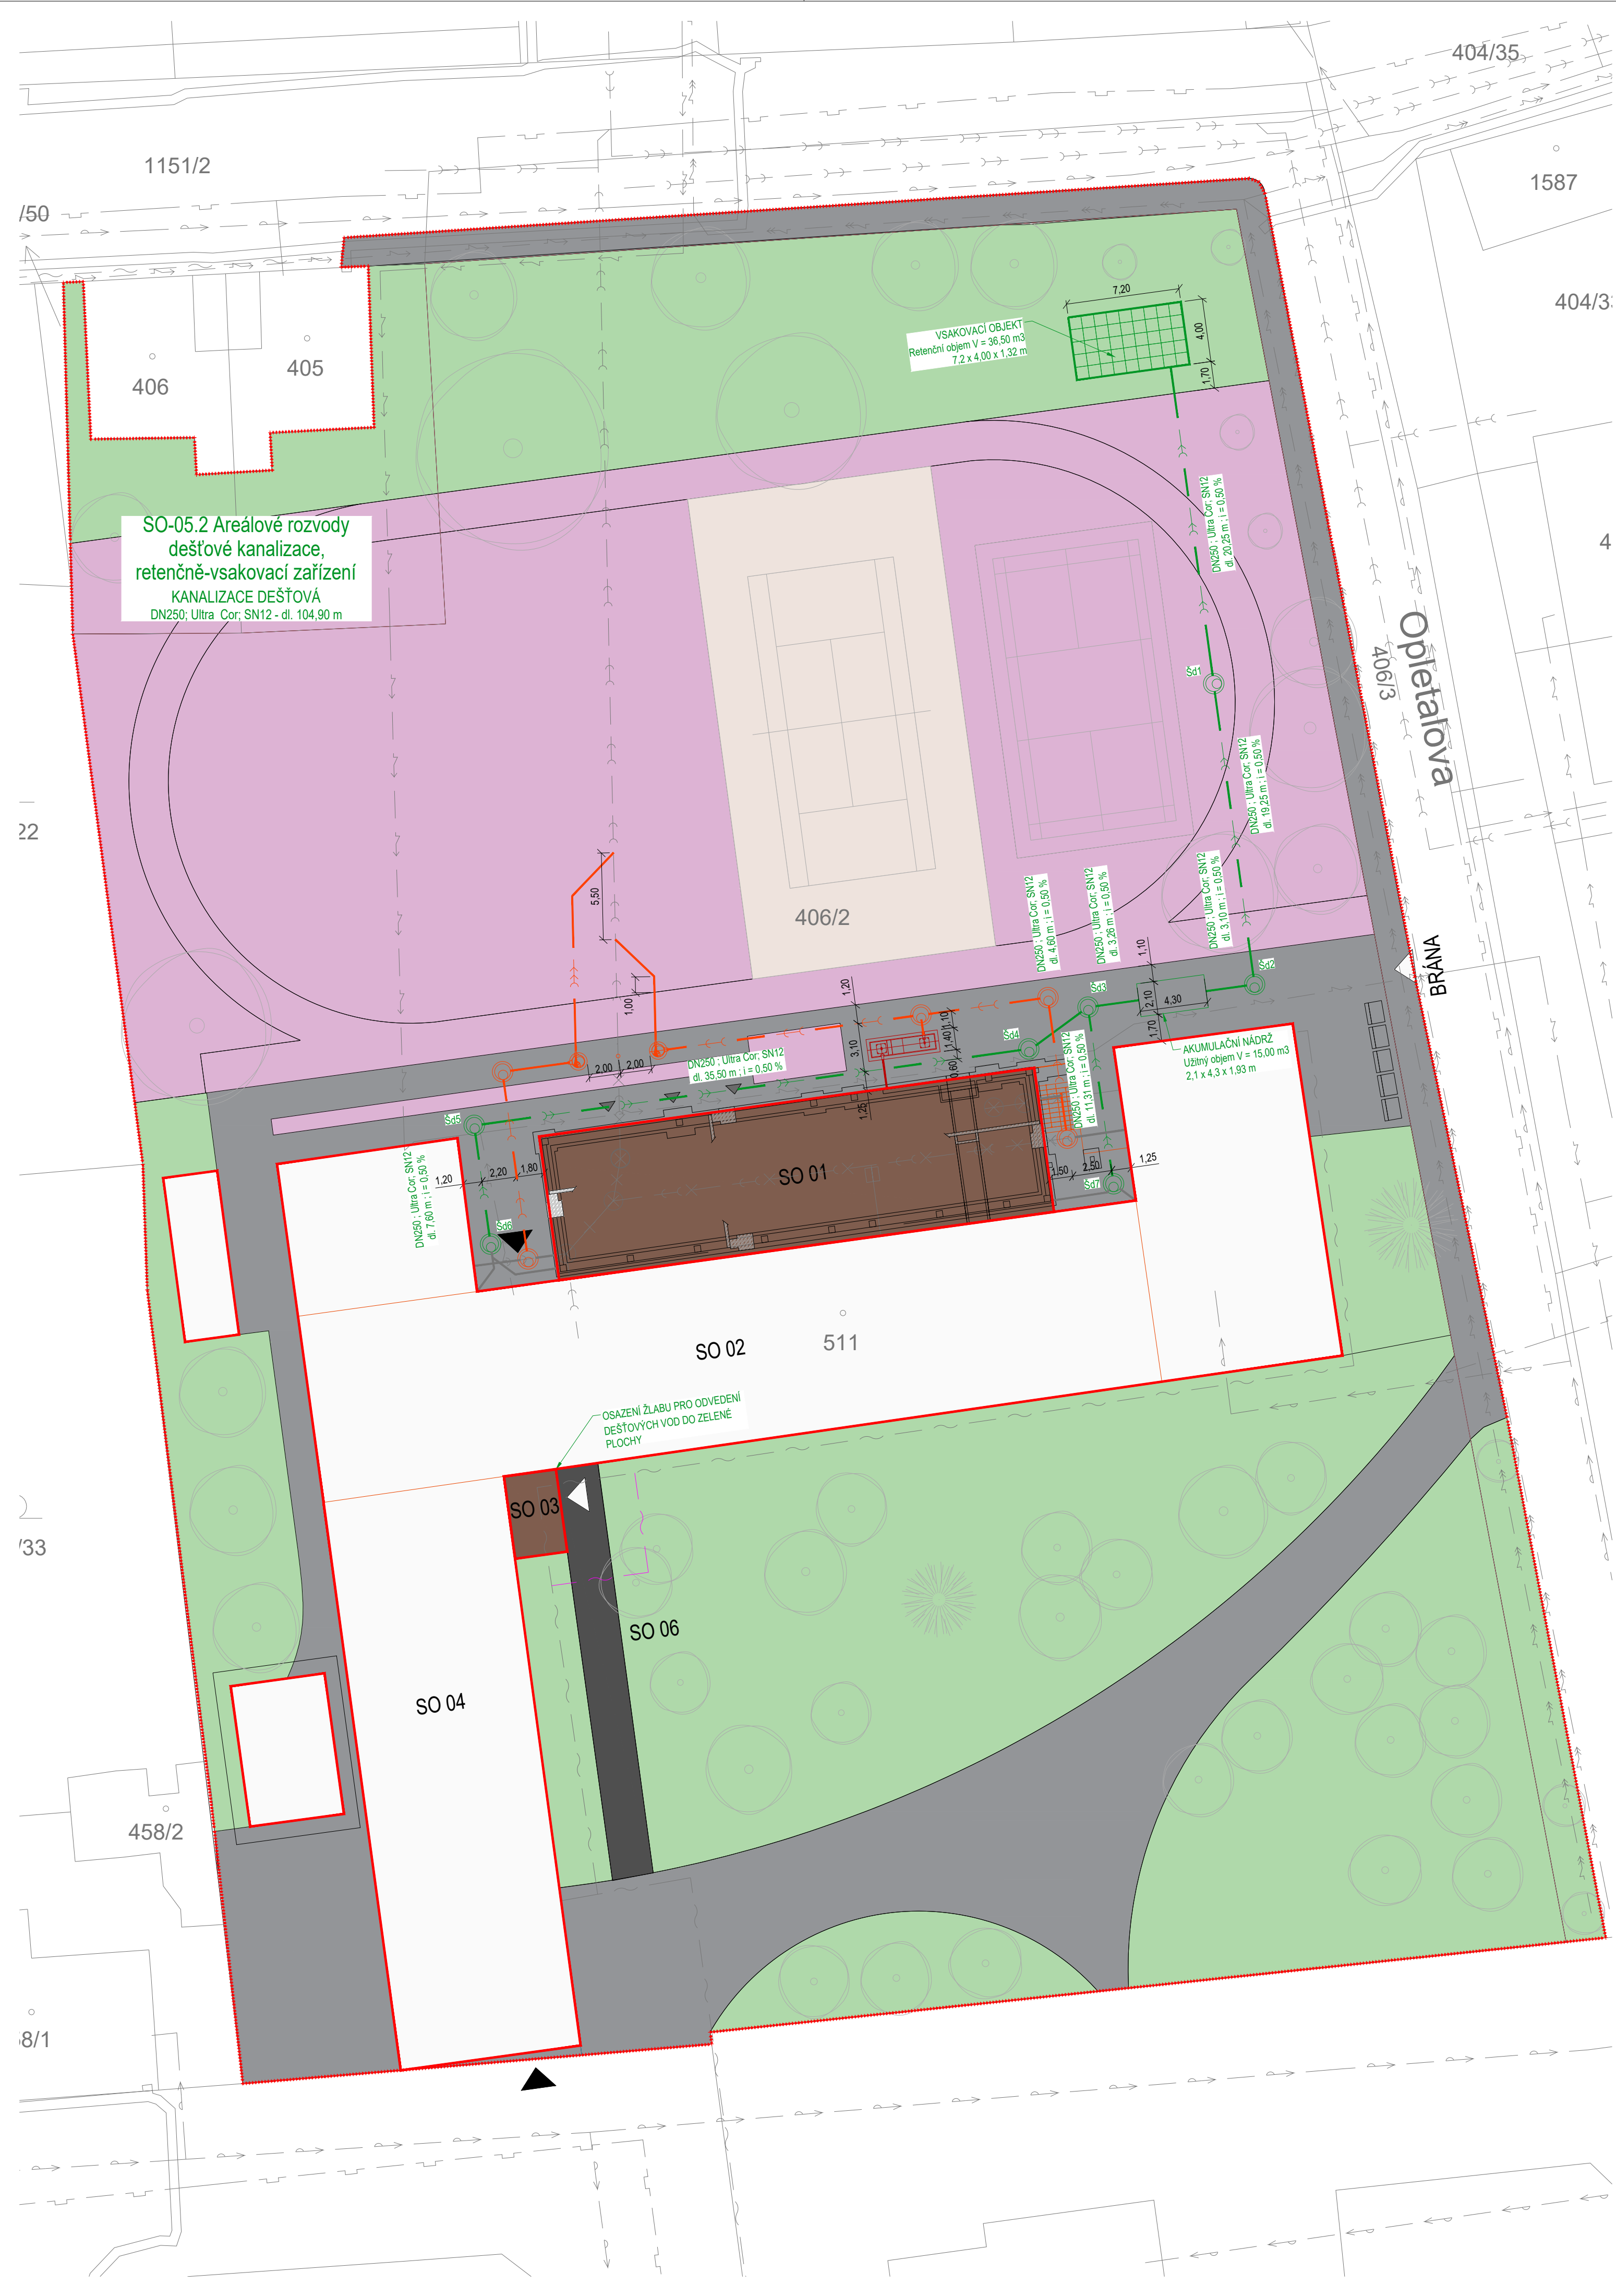 404/35
1151/2
1587
/50
404/3
7,20
VSAKOVACÍ OBJEKT
Retenční objem V = 36,50 m3
7,2 x 4,00 x 1,32 m
4,00
1,70
405
406
DN250 ; Ultra Cor; SN12
dl. 20,25 m ; i = 0,50 %
SO-05.2 Areálové rozvody
dešťové kanalizace,
retenčně-vsakovací zařízení
KANALIZACE DEŠŤOVÁ
DN250; Ultra Cor; SN12 - dl. 104,90 m
4
Opletalova
406/3
Šd1
DN250 ; Ultra Cor; SN12
dl. 19,25 m ; i = 0,50 %
22
5,50
406/2
DN250 ; Ultra Cor; SN12
dl. 4,60 m ; i = 0,50 %
DN250 ; Ultra Cor; SN12
dl. 3,26 m ; i = 0,50 %
DN250 ; Ultra Cor; SN12
dl. 3,10 m ; i = 0,50 %
BRÁNA
1,10
Šd2
1,00
1,20
Šd3
2,10
4,30
1,70
1,10
1,40
3,10
0,60
Šd4
AKUMULAČNÍ NÁDRŽ
Užitný objem V = 15,00 m3
2,1 x 4,3 x 1,93 m
2,00
2,00
DN250 ; Ultra Cor; SN12
dl. 35,50 m ; i = 0,50 %
DN250 ; Ultra Cor; SN12
dl. 11,31 m ; i = 0,50 %
1,25
Šd5
DN250 ; Ultra Cor; SN12
dl. 7,60 m ; i = 0,50 %
1,20
2,20
1,80
SO 01
1,50
2,50
1,25
Šd7
Šd6
SO 02
511
OSAZENÍ ŽLABU PRO ODVEDENÍ
DEŠŤOVÝCH VOD DO ZELENÉ
PLOCHY
SO 03
/33
SO 06
SO 04
458/2
8/1